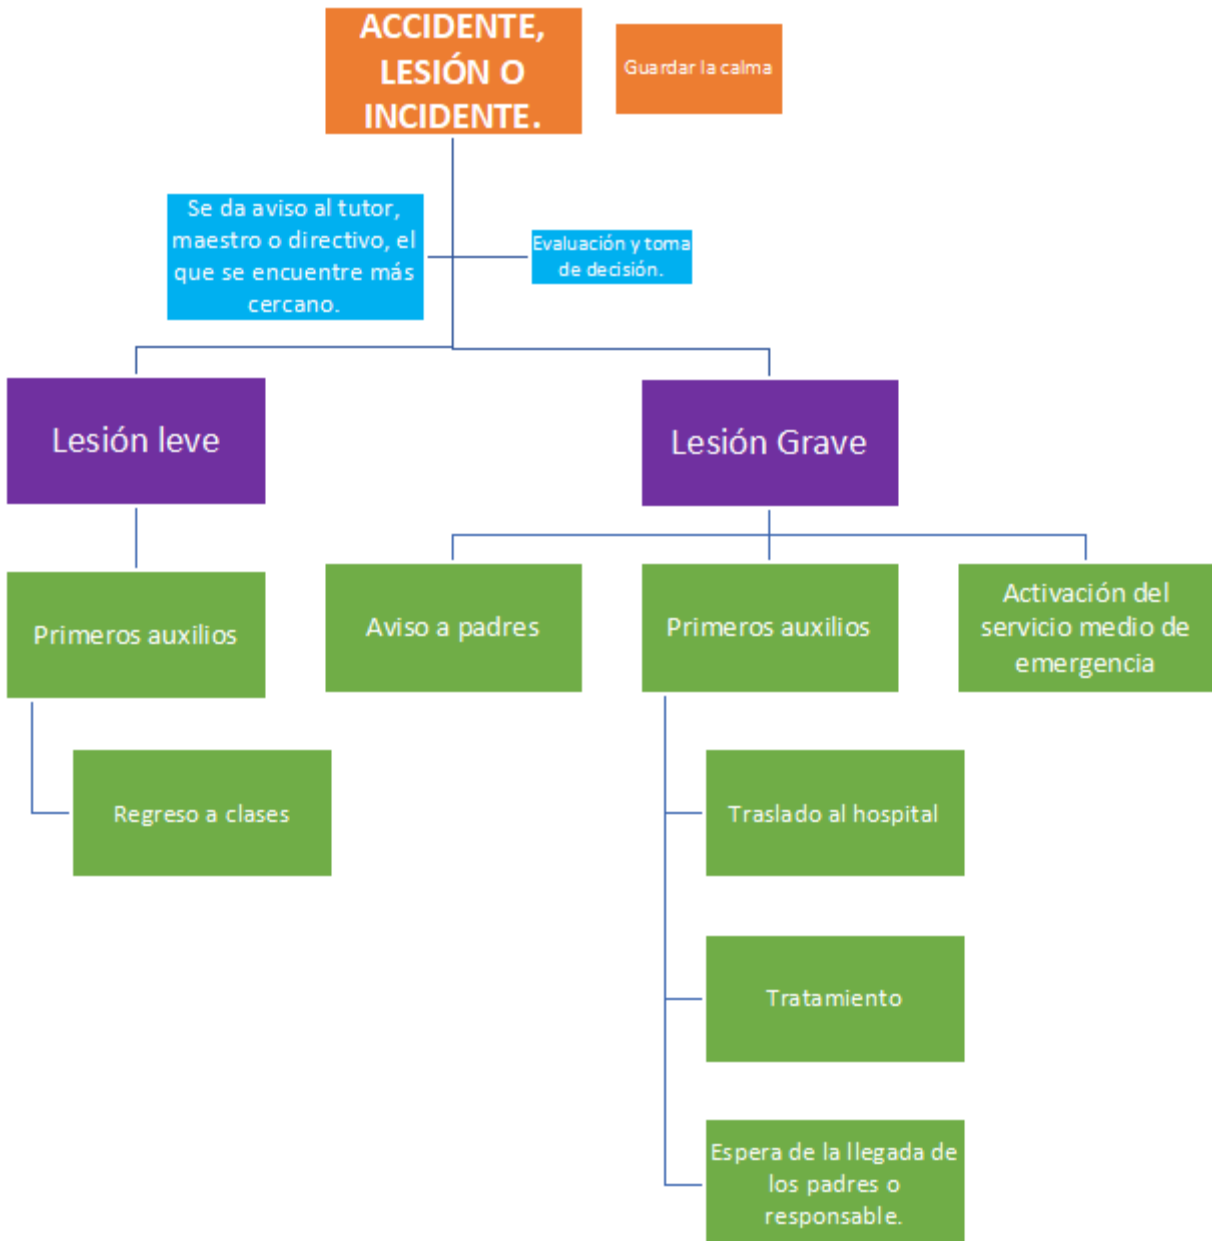 ACCIDENTE,
LESIÓN O
INCIDENTE.
Guardar la calma
Se da aviso al tutor,
maestro o directivo, el
que se encuentre más
cercano.
Evaluación y toma
de decisión.
Lesión leve
Lesión Grave
Primeros auxilios
Aviso a padres
Primeros auxilios
Activación del
servicio medio de
emergencia
Regreso a clases
Traslado al hospital
Tratamiento
Espera de la llegada de
los padres o
responsable.